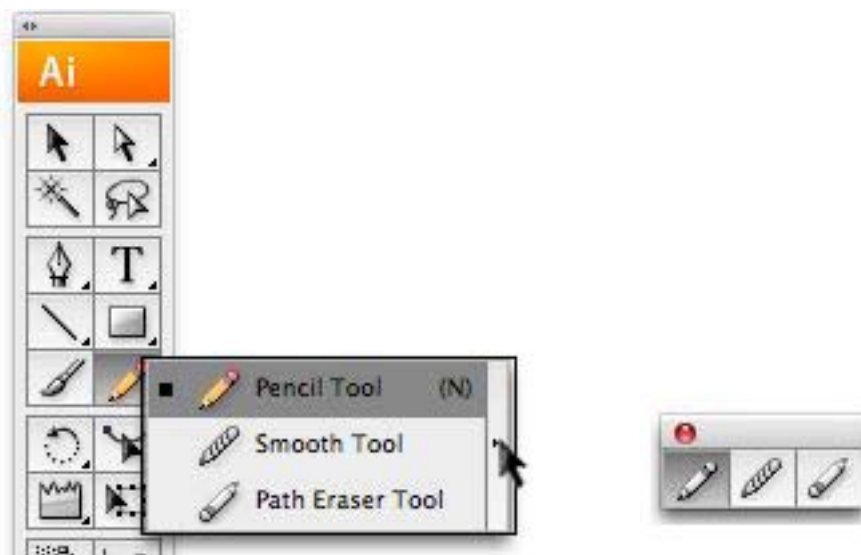 Ai
T
Pencil Tool (N)
Smooth Tool
Path Eraser Tool